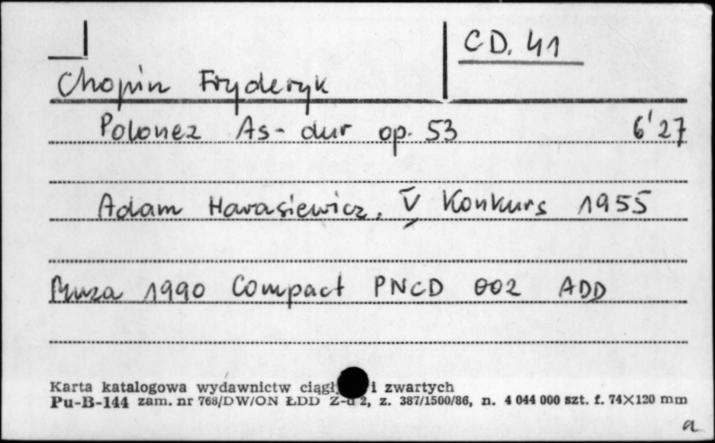 CD. 41
Chopin Fryderyk
Polonez As-dur op. 53 6'27
Adam Harasiewicz, V Konkurs 1955
Muza 1990 Compact PNCD 002 ADD
Karta katalogowa wydawnictw ciągł i zwartych
Pu-B-144 zam. nr 768/DW/ON ŁDD Z-d 2, z. 387/1500/86, n. 4 044 000 szt. f. 74×120 mm
a